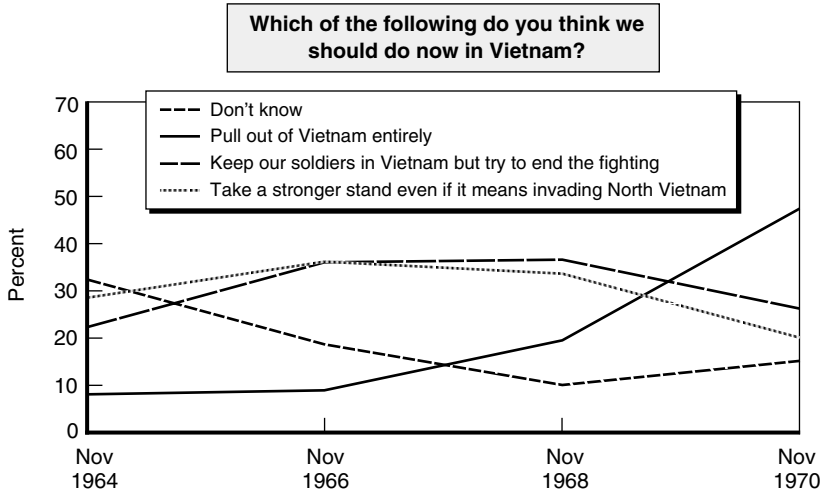 Which of the following do you think we
should do now in Vietnam?
Don't know
Pull out of Vietnam entirely
Keep our soldiers in Vietnam but try to end the fighting
Take a stronger stand even if it means invading North Vietnam
Percent
70
60
50
40
30
20
10
0
Nov
1964
Nov
1966
Nov
1968
Nov
1970